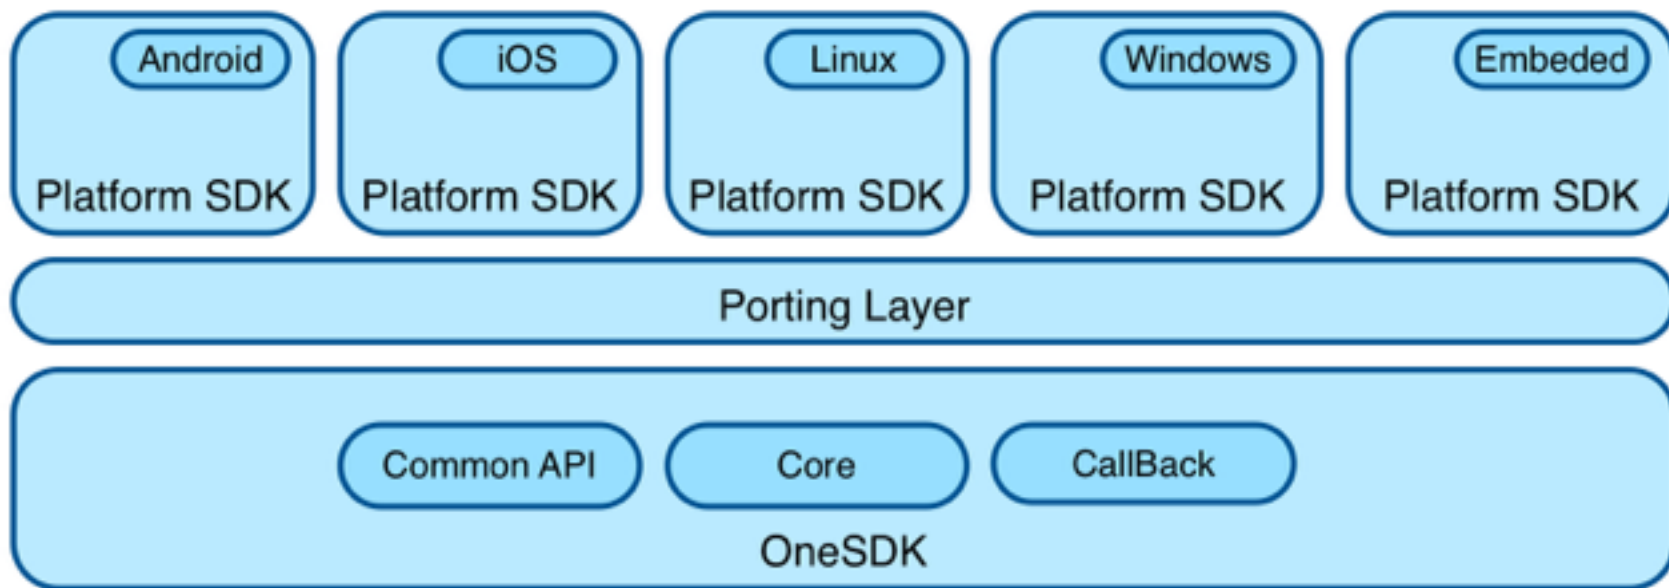 Android
iOS
Linux
Windows
Embeded
Platform SDK
Platform SDK
Platform SDK
Platform SDK
Platform SDK
Porting Layer
Common API
Core
CallBack
OneSDK